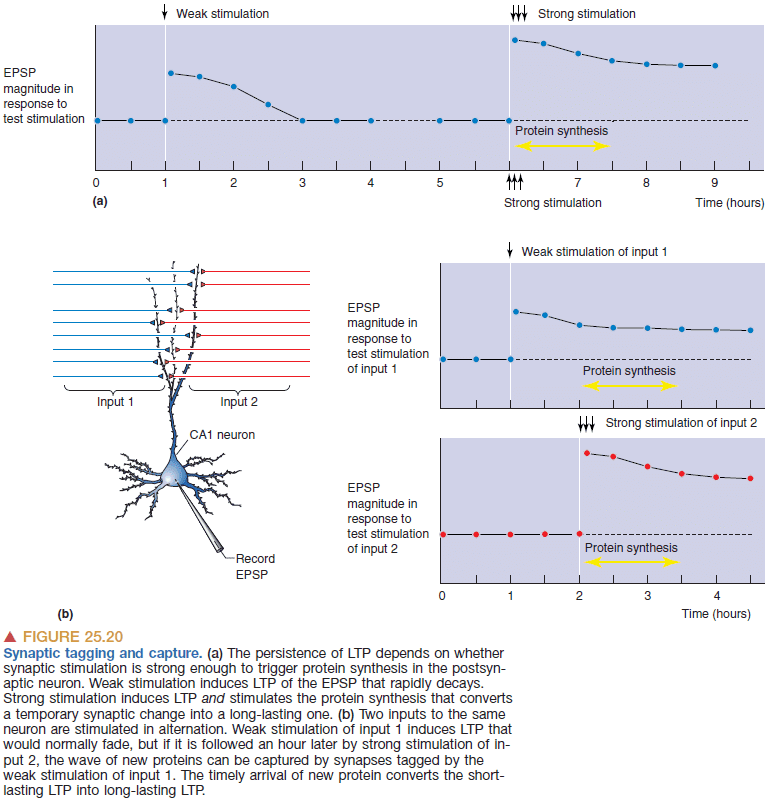 Weak stimulation
Strong stimulation
EPSP
magnitude in
response to
test stimulation
Protein synthesis
0 1 2 3 4 5 7 8 9
(a)
Strong stimulation
Time (hours)
Weak stimulation of input 1
EPSP
magnitude in
response to
test stimulation
of input 1
Protein synthesis
Input 1
Input 2
CA1 neuron
Record
EPSP
Strong stimulation of input 2
EPSP
magnitude in
response to
test stimulation
of input 2
Protein synthesis
0 1 2 3 4
Time (hours)
(b)
▲ FIGURE 25.20
Synaptic tagging and capture. (a) The persistence of LTP depends on whether
synaptic stimulation is strong enough to trigger protein synthesis in the postsyn-
aptic neuron. Weak stimulation induces LTP of the EPSP that rapidly decays.
Strong stimulation induces LTP and stimulates the protein synthesis that converts
a temporary synaptic change into a long-lasting one. (b) Two inputs to the same
neuron are stimulated in alternation. Weak stimulation of input 1 induces LTP that
would normally fade, but if it is followed an hour later by strong stimulation of in-
put 2, the wave of new proteins can be captured by synapses tagged by the
weak stimulation of input 1. The timely arrival of new protein converts the short-
lasting LTP into long-lasting LTP.